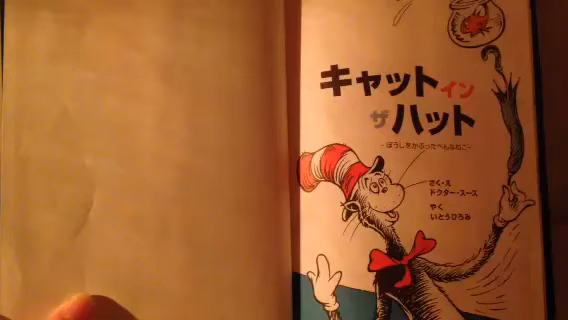 キャットイン
ザハット
-ぼうしをかぶったへんなねこ-
さく・え
ドクター・スース
やく
いとうひろみ